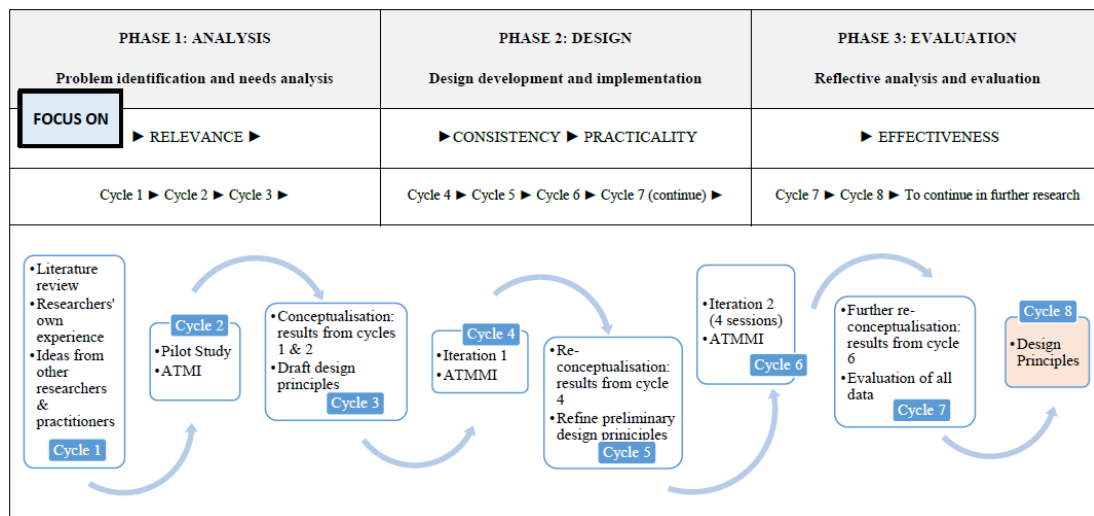 PHASE 1: ANALYSIS
Problem identification and needs analysis
PHASE 2: DESIGN
Design development and implementation
PHASE 3: EVALUATION
Reflective analysis and evaluation
FOCUS ON
► RELEVANCE ►
►CONSISTENCY ► PRACTICALITY
► EFFECTIVENESS
Cycle 1 ► Cycle 2 ► Cycle 3 ►
Cycle 4 ► Cycle 5 ► Cycle 6 ► Cycle 7 (continue) ►
Cycle 7 ► Cycle 8 ► To continue in further research
•Literature
review
•Researchers'
own
experience
•Ideas from
other
researchers
&
practitioners
Cycle 1
Cycle 2
•Pilot Study
•ATMI
•Conceptualisation:
results from cycles
1 & 2
•Draft design
principles
Cycle 3
Cycle 4
•Iteration 1
•ATMMI
•Re-
conceptualisation:
results from cycle
4
•Refine preliminary
design priniciples
Cycle 5
•Iteration 2
(4 sessions)
•ATMMI
Cycle 6
•Further re-
conceptualisation:
results from cycle
6
•Evaluation of all
data
Cycle 7
Cycle 8
•Design
Principles